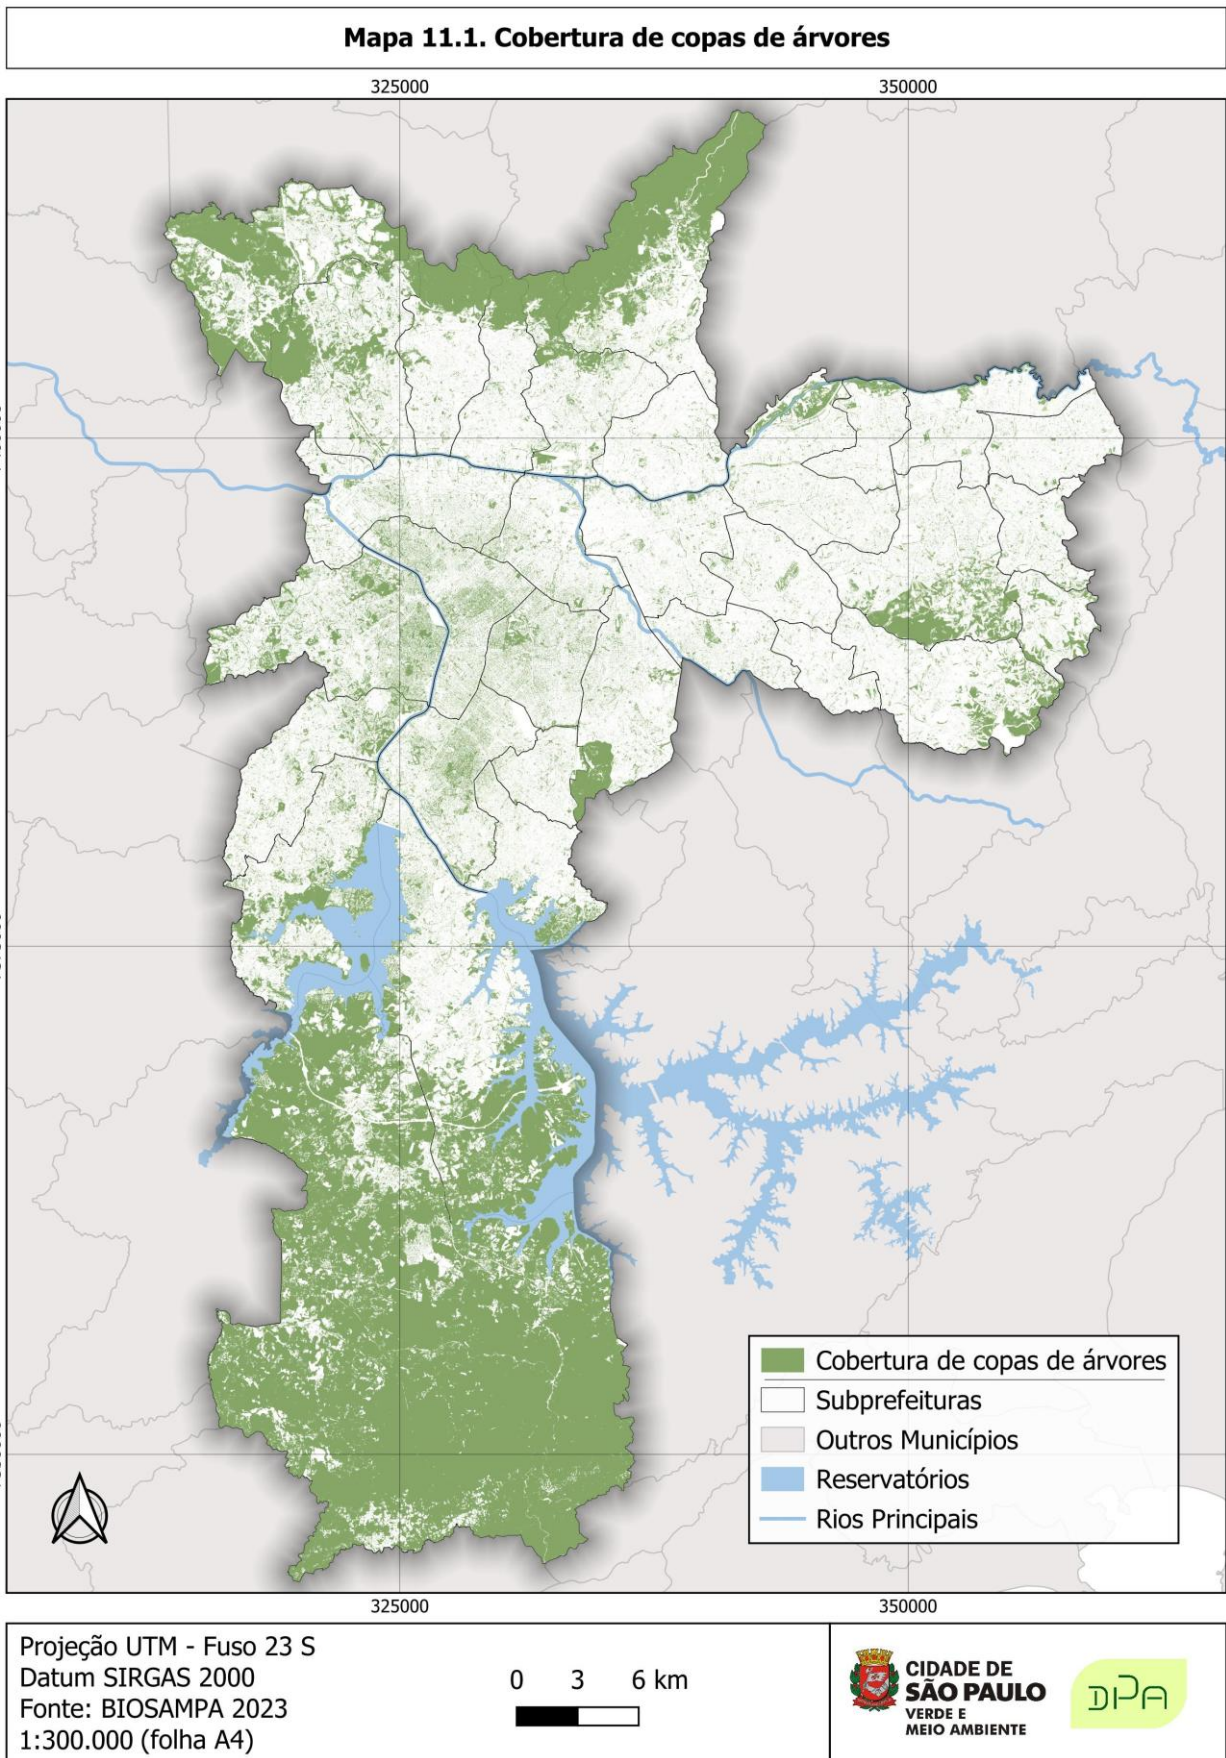 Mapa 11.1. Cobertura de copas de árvores
325000 350000
Cobertura de copas de árvores
Subprefeituras
Outros Municípios
Reservatórios
Rios Principais
325000 350000
Projeção UTM - Fuso 23 S
Datum SIRGAS 2000
Fonte: BIOSAMPA 2023
1:300.000 (folha A4)
0 3 6 km
CIDADE DE
SÃO PAULO
VERDE E
MEIO AMBIENTE
DPA